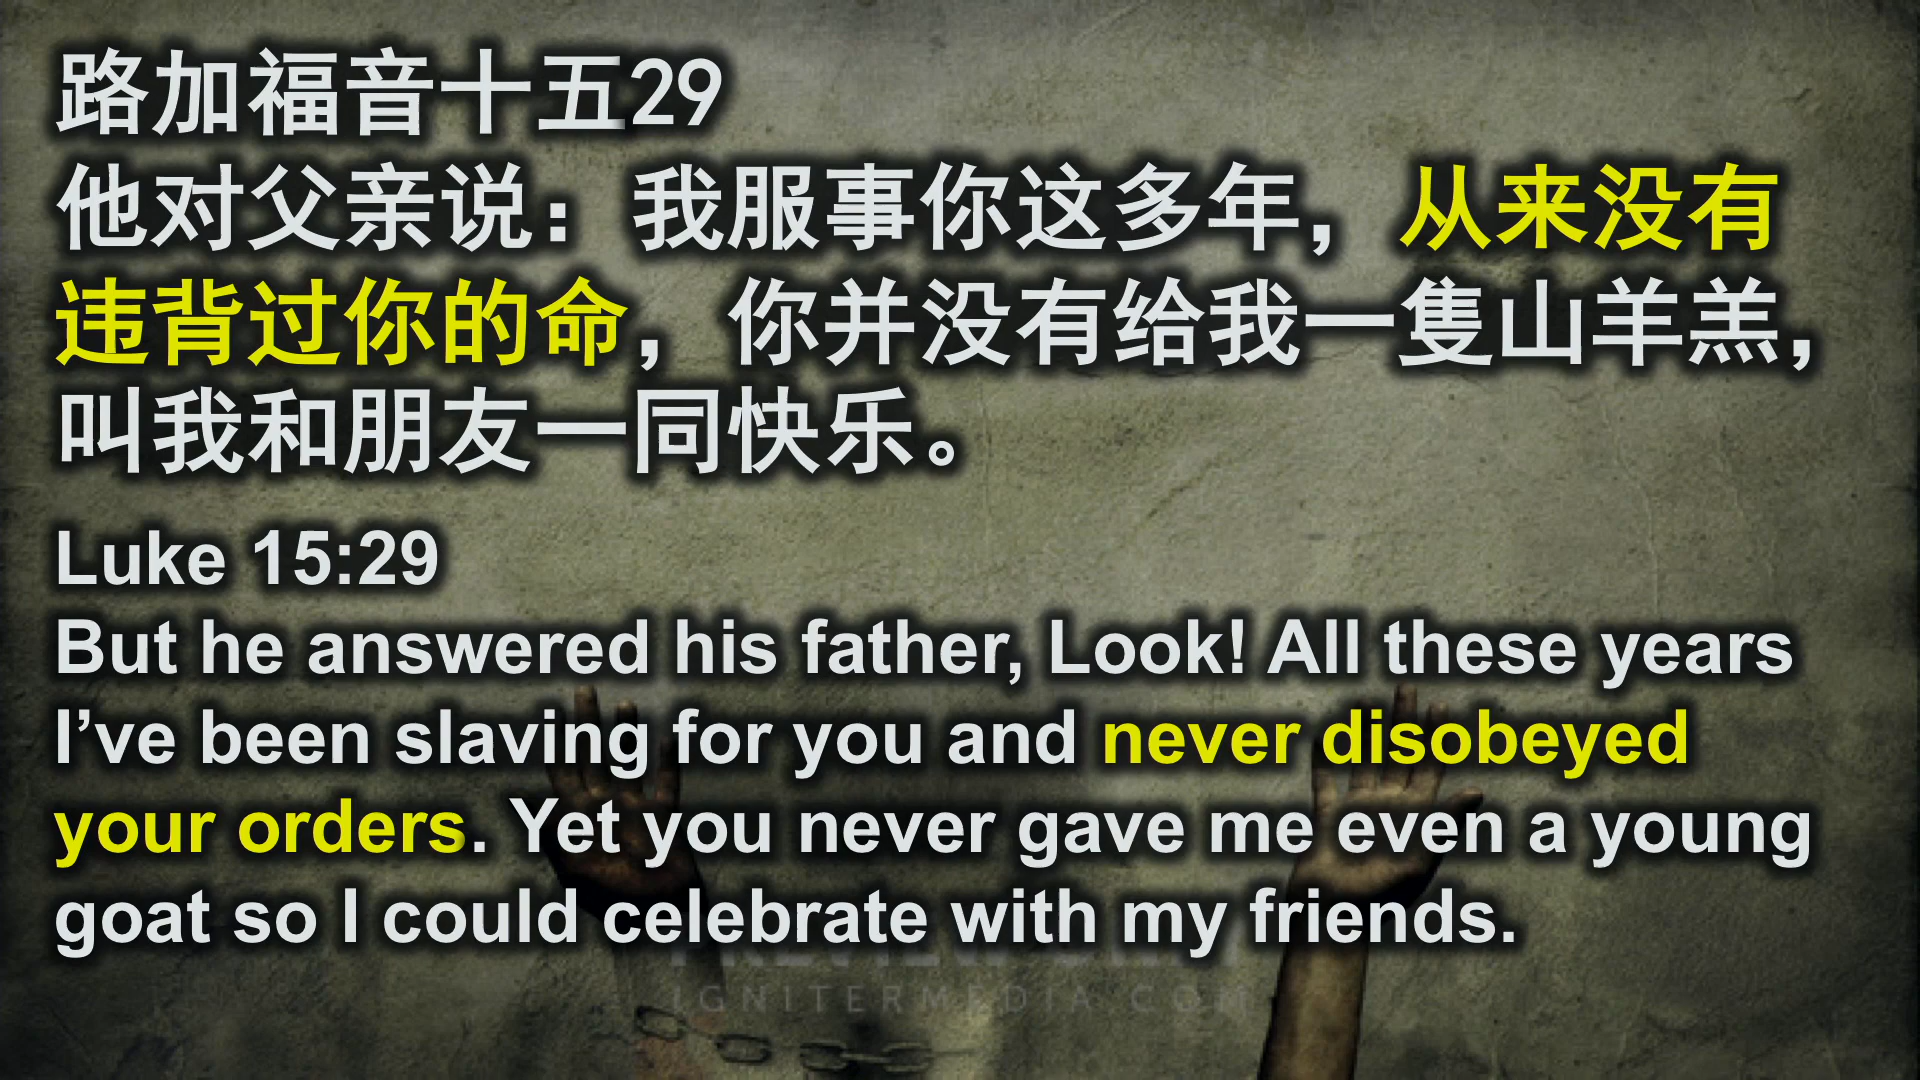 路加福音十五29
他对父亲说：我服事你这多年，从来没有
违背过你的命，你并没有给我一隻山羊羔，
叫我和朋友一同快乐。
Luke 15:29
But he answered his father, Look! All these years
I’ve been slaving for you and never disobeyed
your orders. Yet you never gave me even a young
goat so I could celebrate with my friends.
IGNITERMEDIA.COM